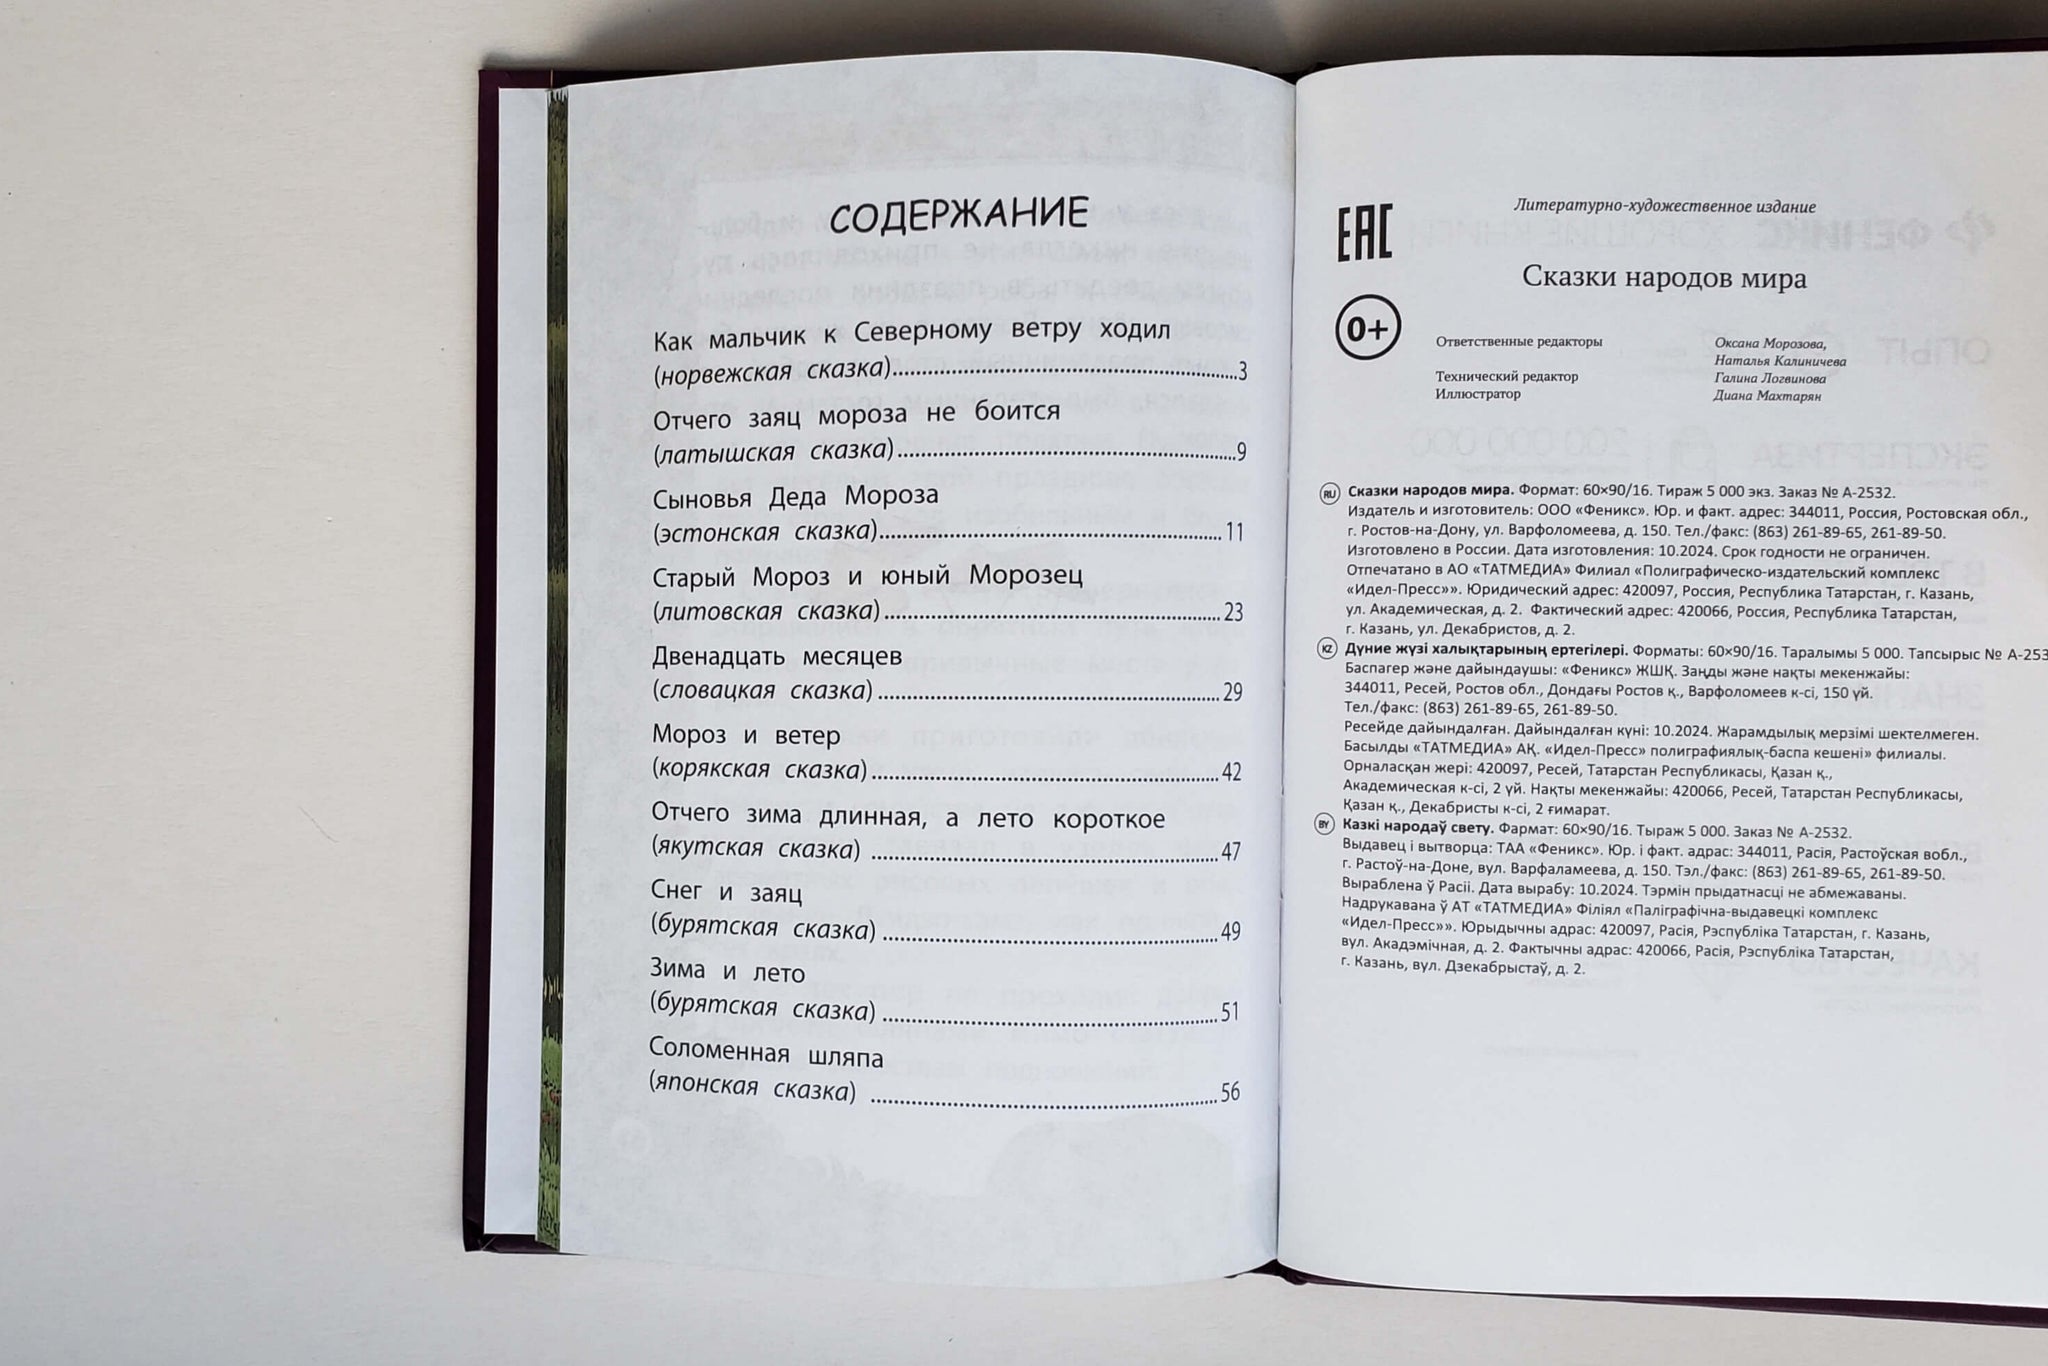 СОДЕРЖАНИЕ
Как мальчик к Северному ветру ходил
(норвежская сказка)..............................3
Отчего заяц мороза не боится
(латышская сказка)..............................9
Сыновья Деда Мороза
(эстонская сказка)..............................11
Старый Мороз и юный Морозец
(литовская сказка)..............................23
Двенадцать месяцев
(словацкая сказка)..............................29
Мороз и ветер
(корякская сказка)..............................42
Отчего зима длинная, а лето короткое
(якутская сказка) ..............................47
Снег и заяц
(бурятская сказка) ..............................49
Зима и лето
(бурятская сказка) ..............................51
Соломенная шляпа
(японская сказка) ..............................56
EAC
0+
Литературно-художественное издание
Сказки народов мира
Ответственные редакторы Оксана Морозова,
Наталья Калиничева
Технический редактор Галина Логвинова
Иллюстратор Диана Махтарян
RU Сказки народов мира. Формат: 60×90/16. Тираж 5 000 экз. Заказ № А-2532.
Издатель и изготовитель: ООО «Феникс». Юр. и факт. адрес: 344011, Россия, Ростовская обл.,
г. Ростов-на-Дону, ул. Варфоломеева, д. 150. Тел./факс: (863) 261-89-65, 261-89-50.
Изготовлено в России. Дата изготовления: 10.2024. Срок годности не ограничен.
Отпечатано в АО «ТАТМЕДИА» Филиал «Полиграфическо-издательский комплекс
«Идел-Пресс»». Юридический адрес: 420097, Россия, Республика Татарстан, г. Казань,
ул. Академическая, д. 2. Фактический адрес: 420066, Россия, Республика Татарстан,
г. Казань, ул. Декабристов, д. 2.
KZ Дүние жүзі халықтарының ертегілері. Форматы: 60×90/16. Таралымы 5 000. Тапсырыс № А-253
Баспагер және дайындаушы: «Феникс» ЖШҚ. Заңды және нақты мекенжайы:
344011, Ресей, Ростов обл., Дондағы Ростов қ., Варфоломеев к-сі, 150 үй.
Тел./факс: (863) 261-89-65, 261-89-50.
Ресейде дайындалған. Дайындалған күні: 10.2024. Жарамдылық мерзімі шектелмеген.
Басылды «ТАТМЕДИА» АҚ. «Идел-Пресс» полиграфиялық-баспа кешені» филиалы.
Орналасқан жері: 420097, Ресей, Татарстан Республикасы, Қазан қ.,
Академическая к-сі, 2 үй. Нақты мекенжайы: 420066, Ресей, Татарстан Республикасы,
Қазан қ., Декабристы к-сі, 2 ғимарат.
BY Казкі народаў свету. Фармат: 60×90/16. Тыраж 5 000. Заказ № А-2532.
Выдавец і вытворца: ТАА «Феникс». Юр. і факт. адрас: 344011, Расія, Растоўская вобл.,
г. Растоў-на-Доне, вул. Варфаламеева, д. 150. Тэл./факс: (863) 261-89-65, 261-89-50.
Выраблена ў Расіі. Дата вырабу: 10.2024. Тэрмін прыдатнасці не абмежаваны.
Надрукавана ў АТ «ТАТМЕДИА» Філіял «Паліграфічна-выдавецкі комплекс
«Идел-Пресс»». Юрыдычны адрас: 420097, Расія, Рэспубліка Татарстан, г. Казань,
вул. Акадэмічная, д. 2. Фактычны адрас: 420066, Расія, Рэспубліка Татарстан,
г. Казань, вул. Дзекабрыстаў, д. 2.